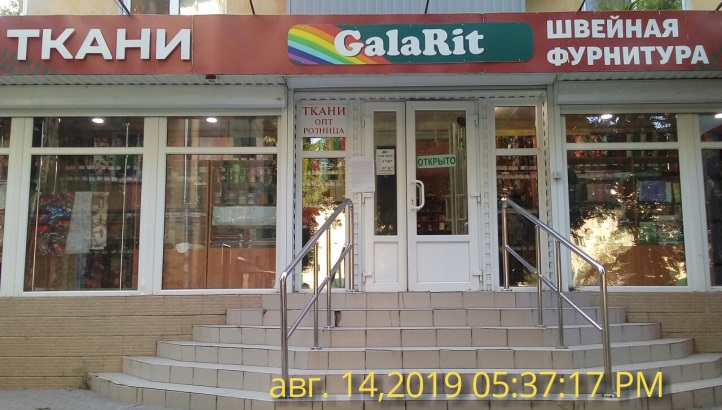 ТКАНИ
GalaRit
ШВЕЙНАЯ
ФУРНИТУРА
ТКАНИ
ОПТ
РОЗНИЦА
ОТКРЫТО
авг. 14,2019 05:37:17 PM